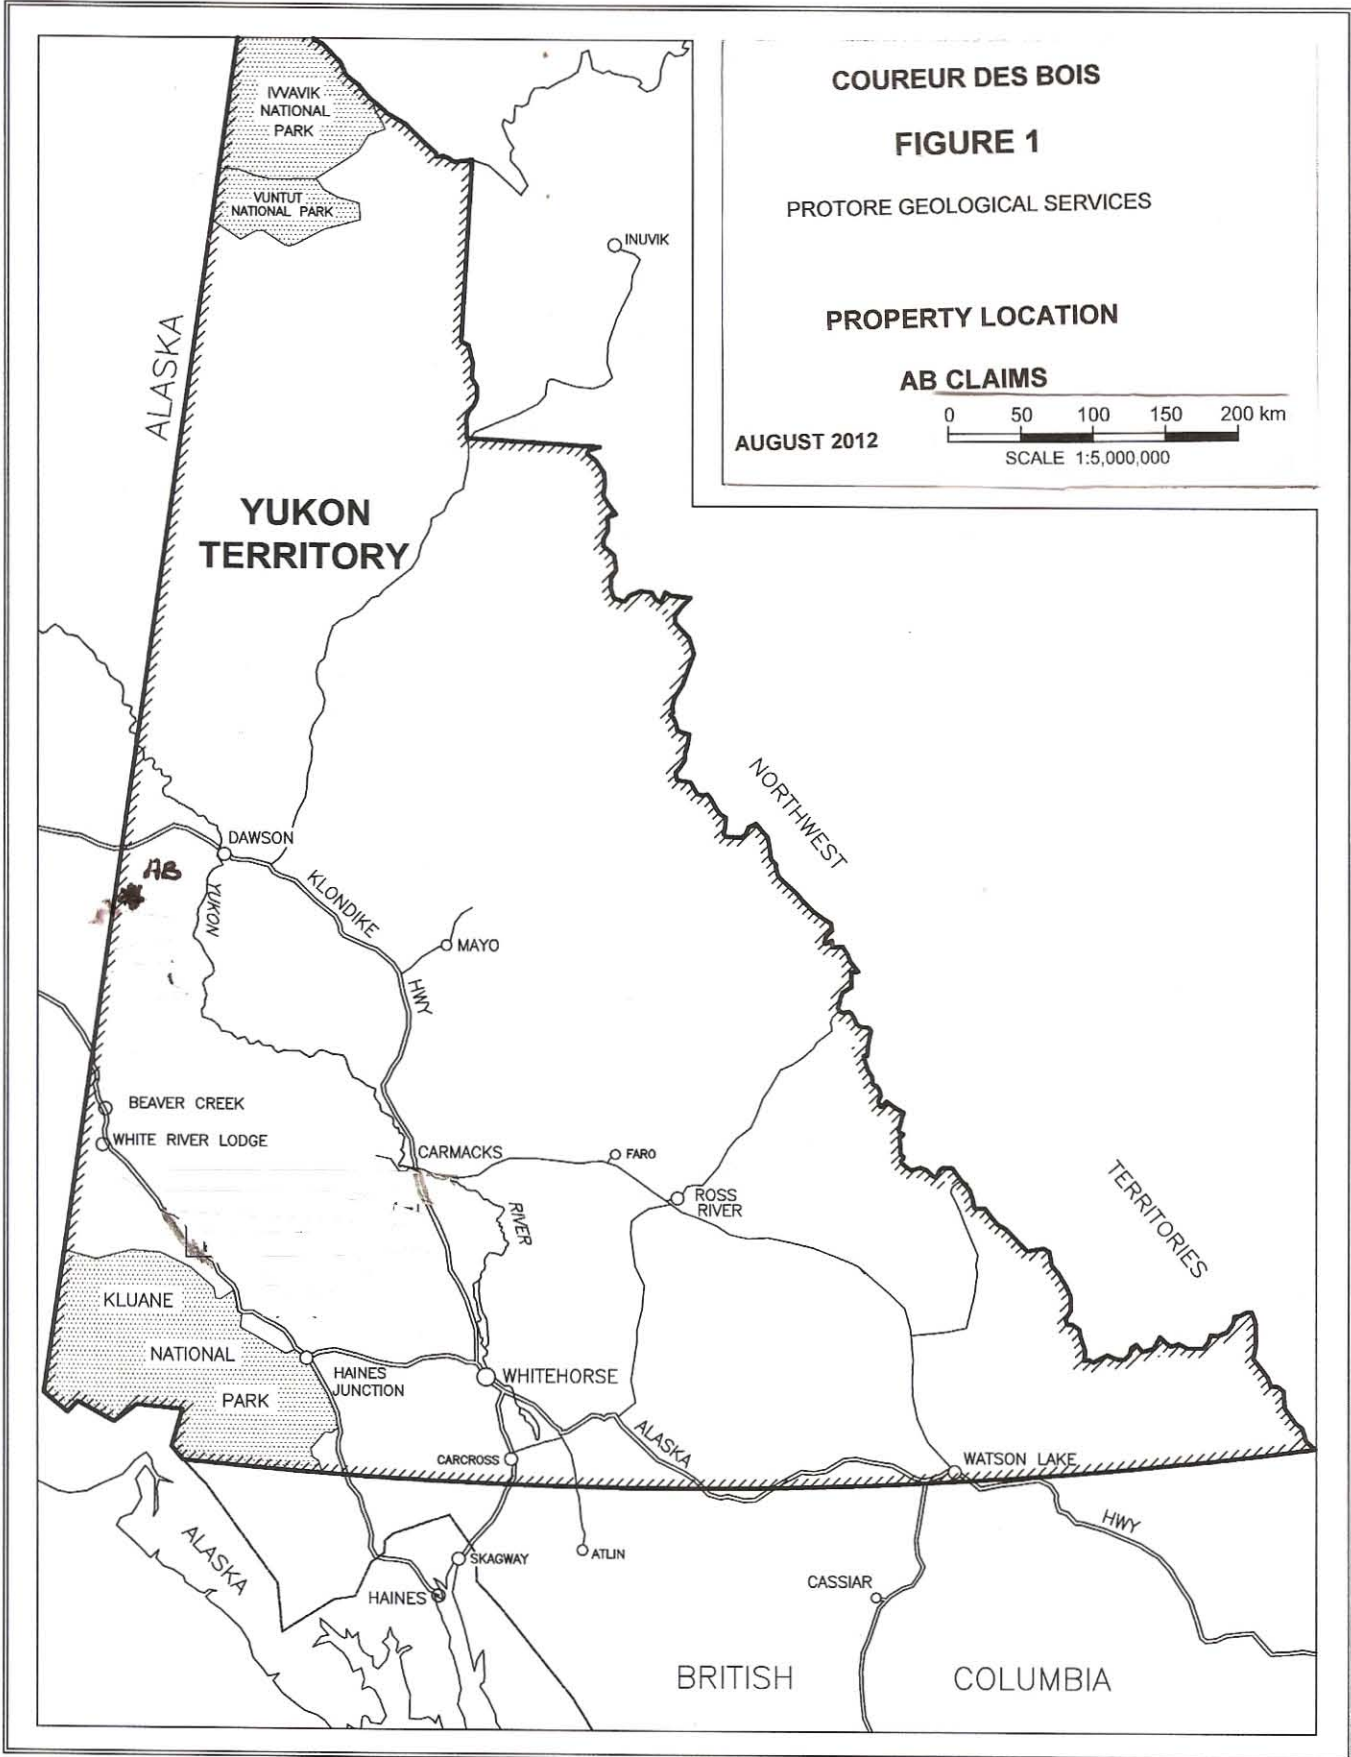 COUREUR DES BOIS
FIGURE 1
PROTORE GEOLOGICAL SERVICES
PROPERTY LOCATION
AB CLAIMS
0 50 100 150 200 km
AUGUST 2012
SCALE 1:5,000,000
IVVAVIK
NATIONAL
PARK
VUNTUT
NATIONAL PARK
INUVIK
ALASKA
YUKON
TERRITORY
NORTHWEST
TERRITORIES
DAWSON
AB
YUKON
KLONDIKE
HWY
MAYO
BEAVER CREEK
WHITE RIVER LODGE
CARMACKS
FARO
ROSS
RIVER
RIVER
KLUANE
NATIONAL
PARK
HAINES
JUNCTION
WHITEHORSE
ALASKA
CARCROSS
WATSON LAKE
HWY
ALASKA
SKAGWAY
ATLIN
HAINES
CASSIAR
BRITISH COLUMBIA